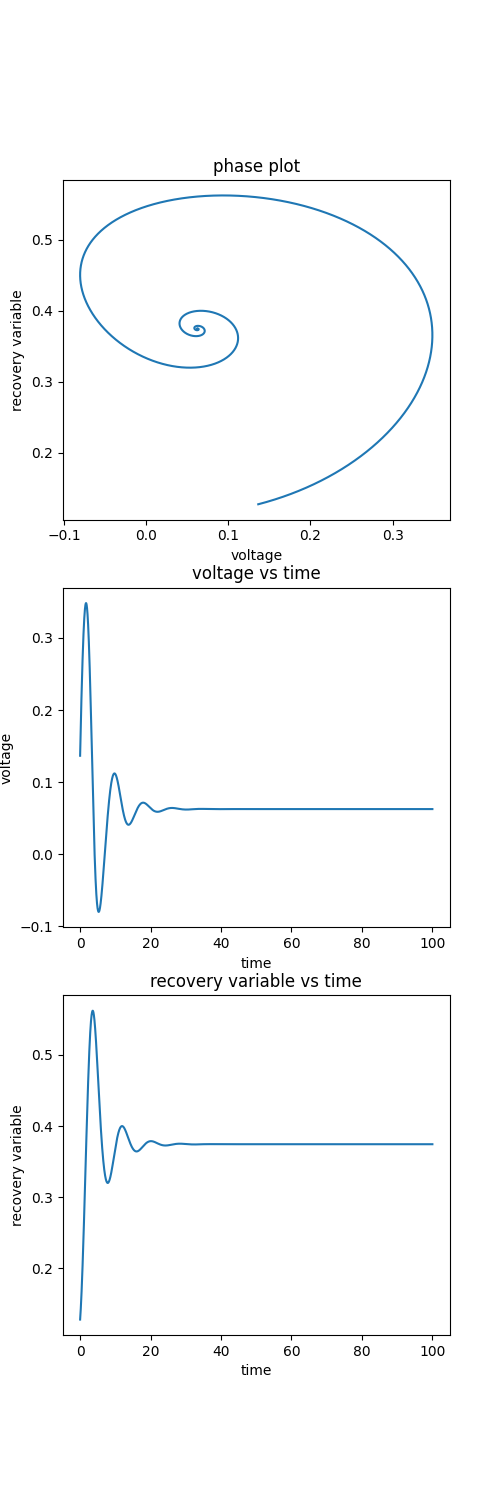 phase plot
0.5
0.4
0.3
0.2
recovery variable
−0.1 0.0 0.1 0.2 0.3
voltage
voltage vs time
0.3
0.2
0.1
0.0
−0.1
voltage
0 20 40 60 80 100
time
recovery variable vs time
0.5
0.4
0.3
0.2
recovery variable
0 20 40 60 80 100
time